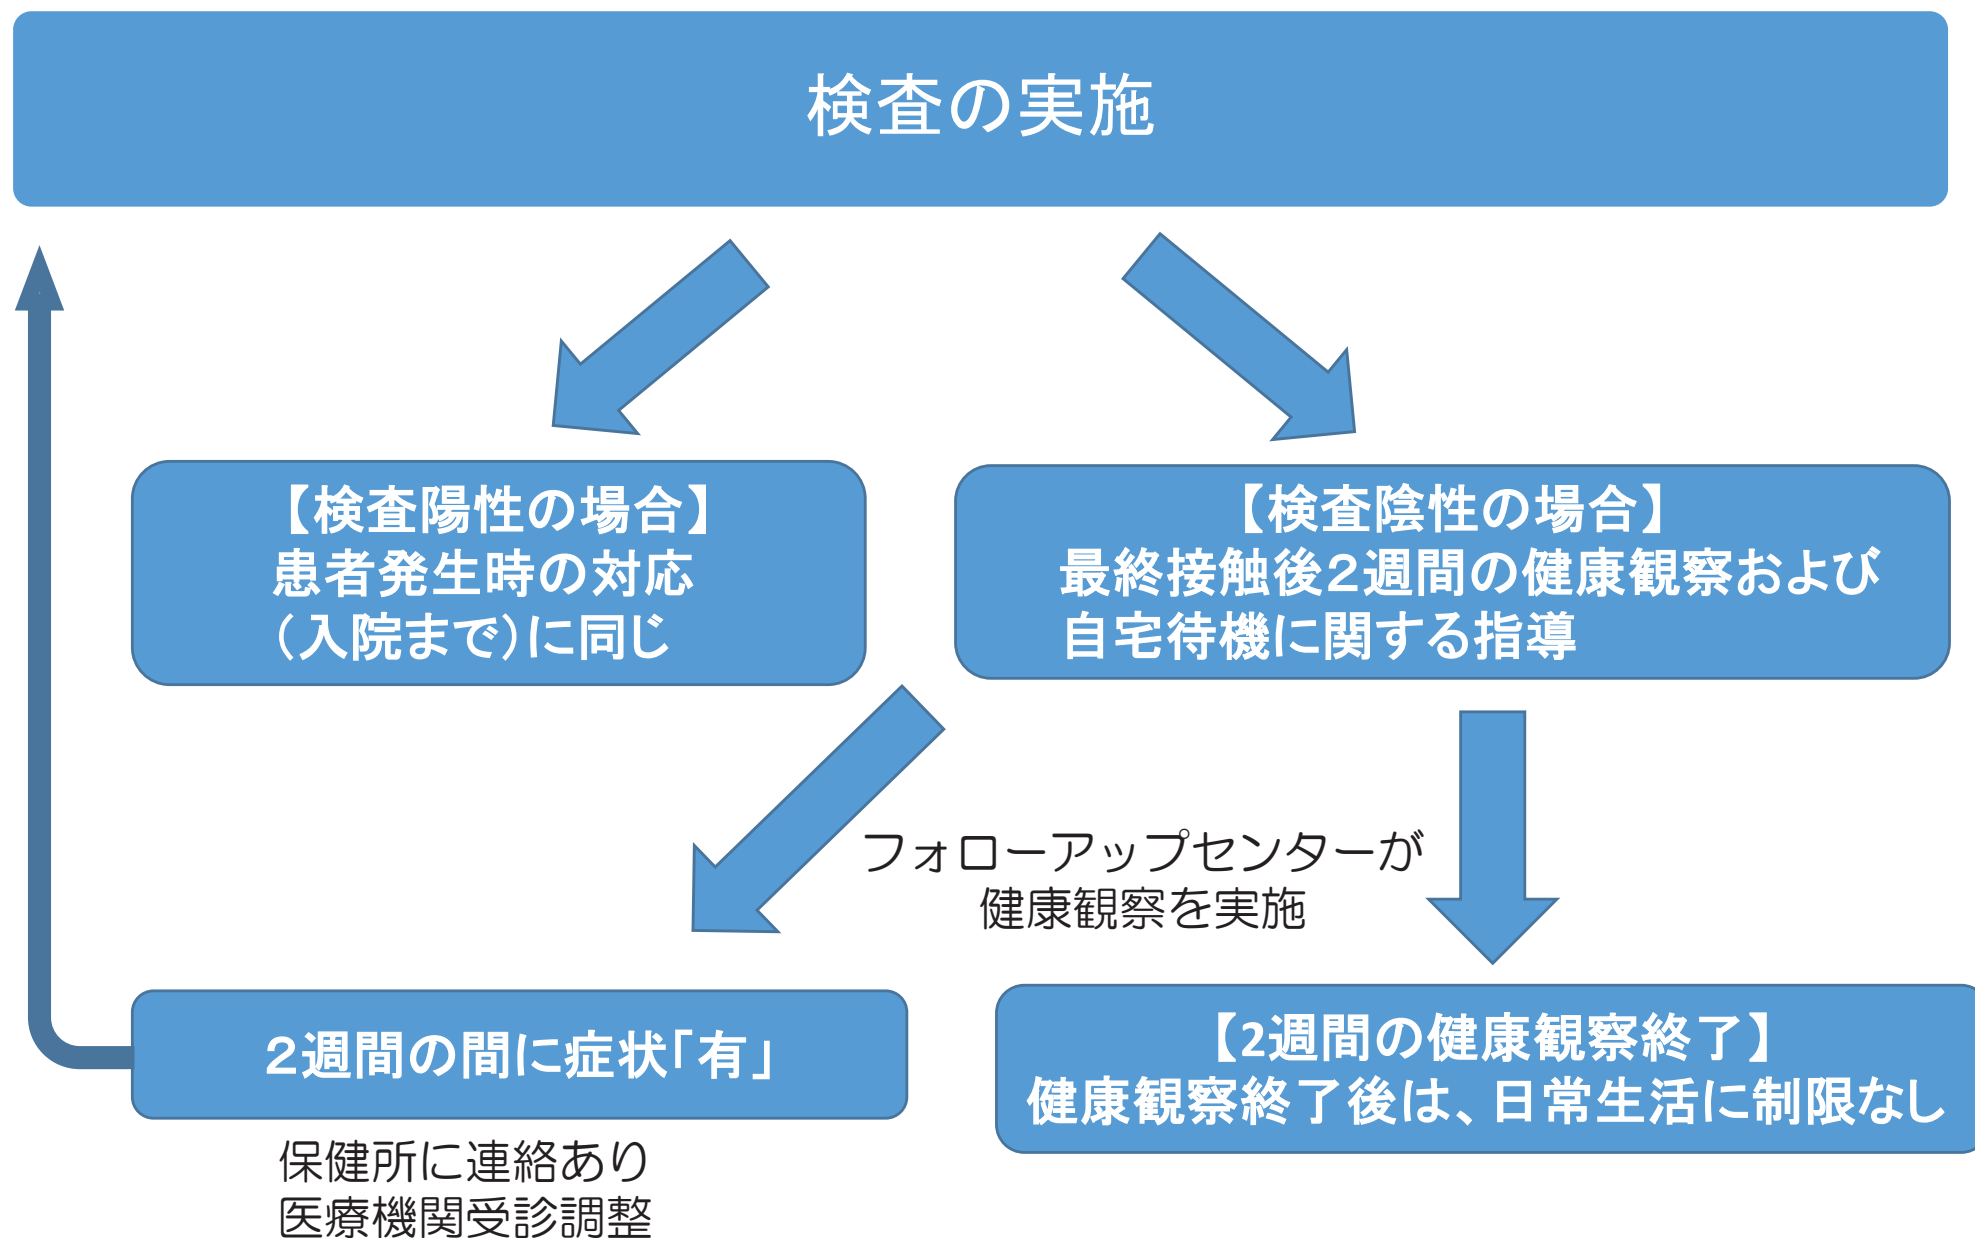 検査の実施
【検査陽性の場合】
患者発生時の対応
（入院まで）に同じ
【検査陰性の場合】
最終接触後２週間の健康観察および
自宅待機に関する指導
フォローアップセンターが
健康観察を実施
２週間の間に症状「有」
保健所に連絡あり
医療機関受診調整
【2週間の健康観察終了】
健康観察終了後は、日常生活に制限なし